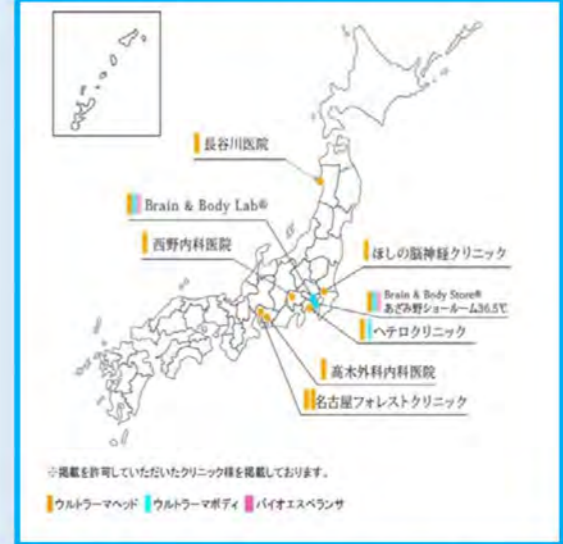 長谷川医院
Brain & Body Lab®
西野内科医院
ほしの脳神経クリニック
Brain & Body Store®
あざみ野ショールーム36.5℃
ヘテロクリニック
高木外科内科医院
名古屋フォレストクリニック
※掲載を許可していただいたクリニック様を掲載しております。
ウルトラーマヘッド ウルトラーマボディ バイオエスペランサ